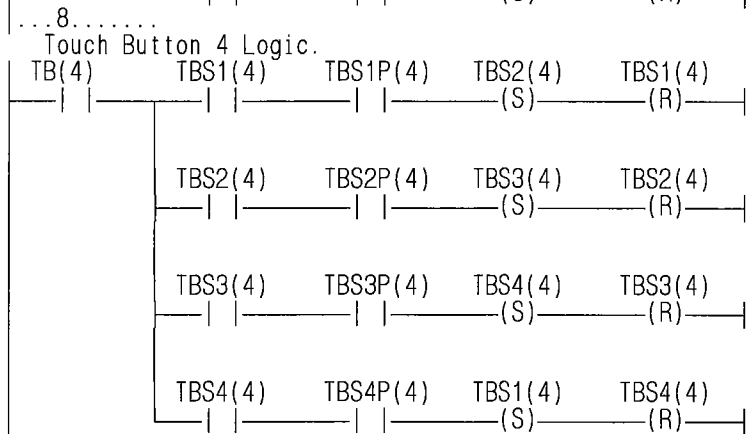 ...8.......
Touch Button 4 Logic.
TB(4) TBS1(4) TBS1P(4) TBS2(4) TBS1(4)
(S) (R)
TBS2(4) TBS2P(4) TBS3(4) TBS2(4)
(S) (R)
TBS3(4) TBS3P(4) TBS4(4) TBS3(4)
(S) (R)
TBS4(4) TBS4P(4) TBS1(4) TBS4(4)
(S) (R)